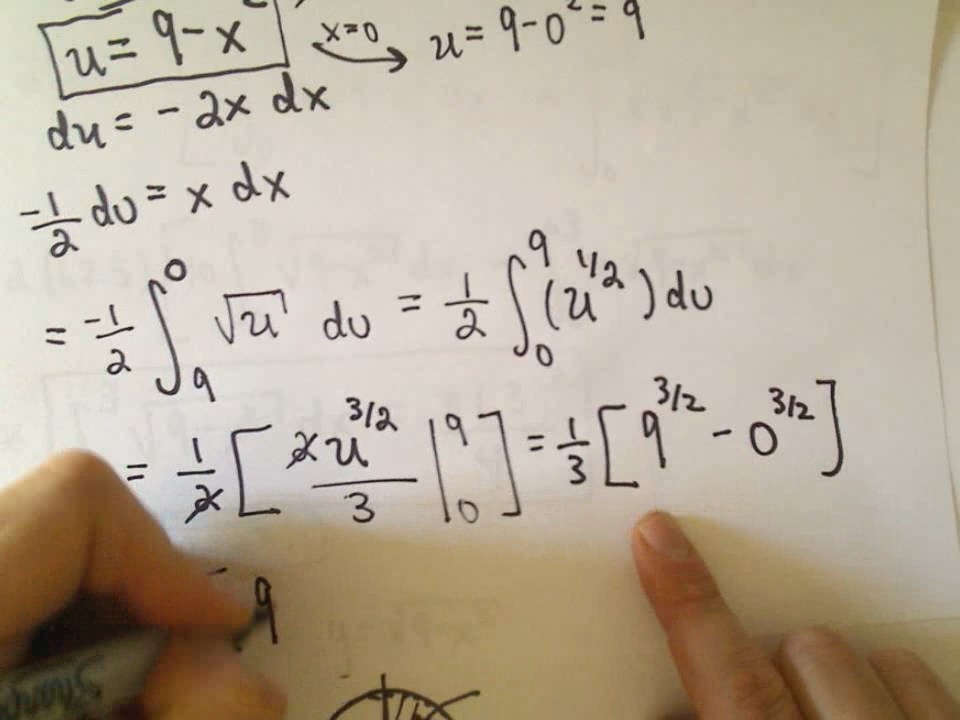 u = 9-x² x=0 u = 9-0² = 9
du = -2x dx
-1/2 du = x dx
= -1/2 ∫₉⁰ √u du = 1/2 ∫₀⁹ (u^1/2) du
= 1/2 [ 2u^3/2 / 3 |₀⁹ ] = 1/3 [ 9^3/2 - 0^3/2 ]
9
Sharp